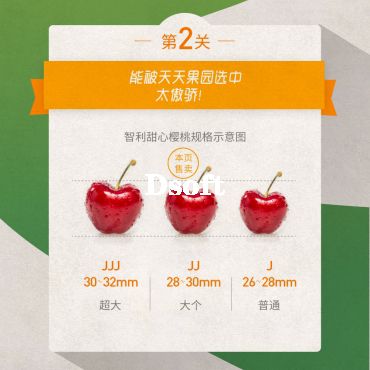 第2关
能被天天果园选中
太傲骄!
智利甜心樱桃规格示意图
本页
售卖
Dsoft
JJJ JJ J
30~32mm 28~30mm 26~28mm
超大 大个 普通